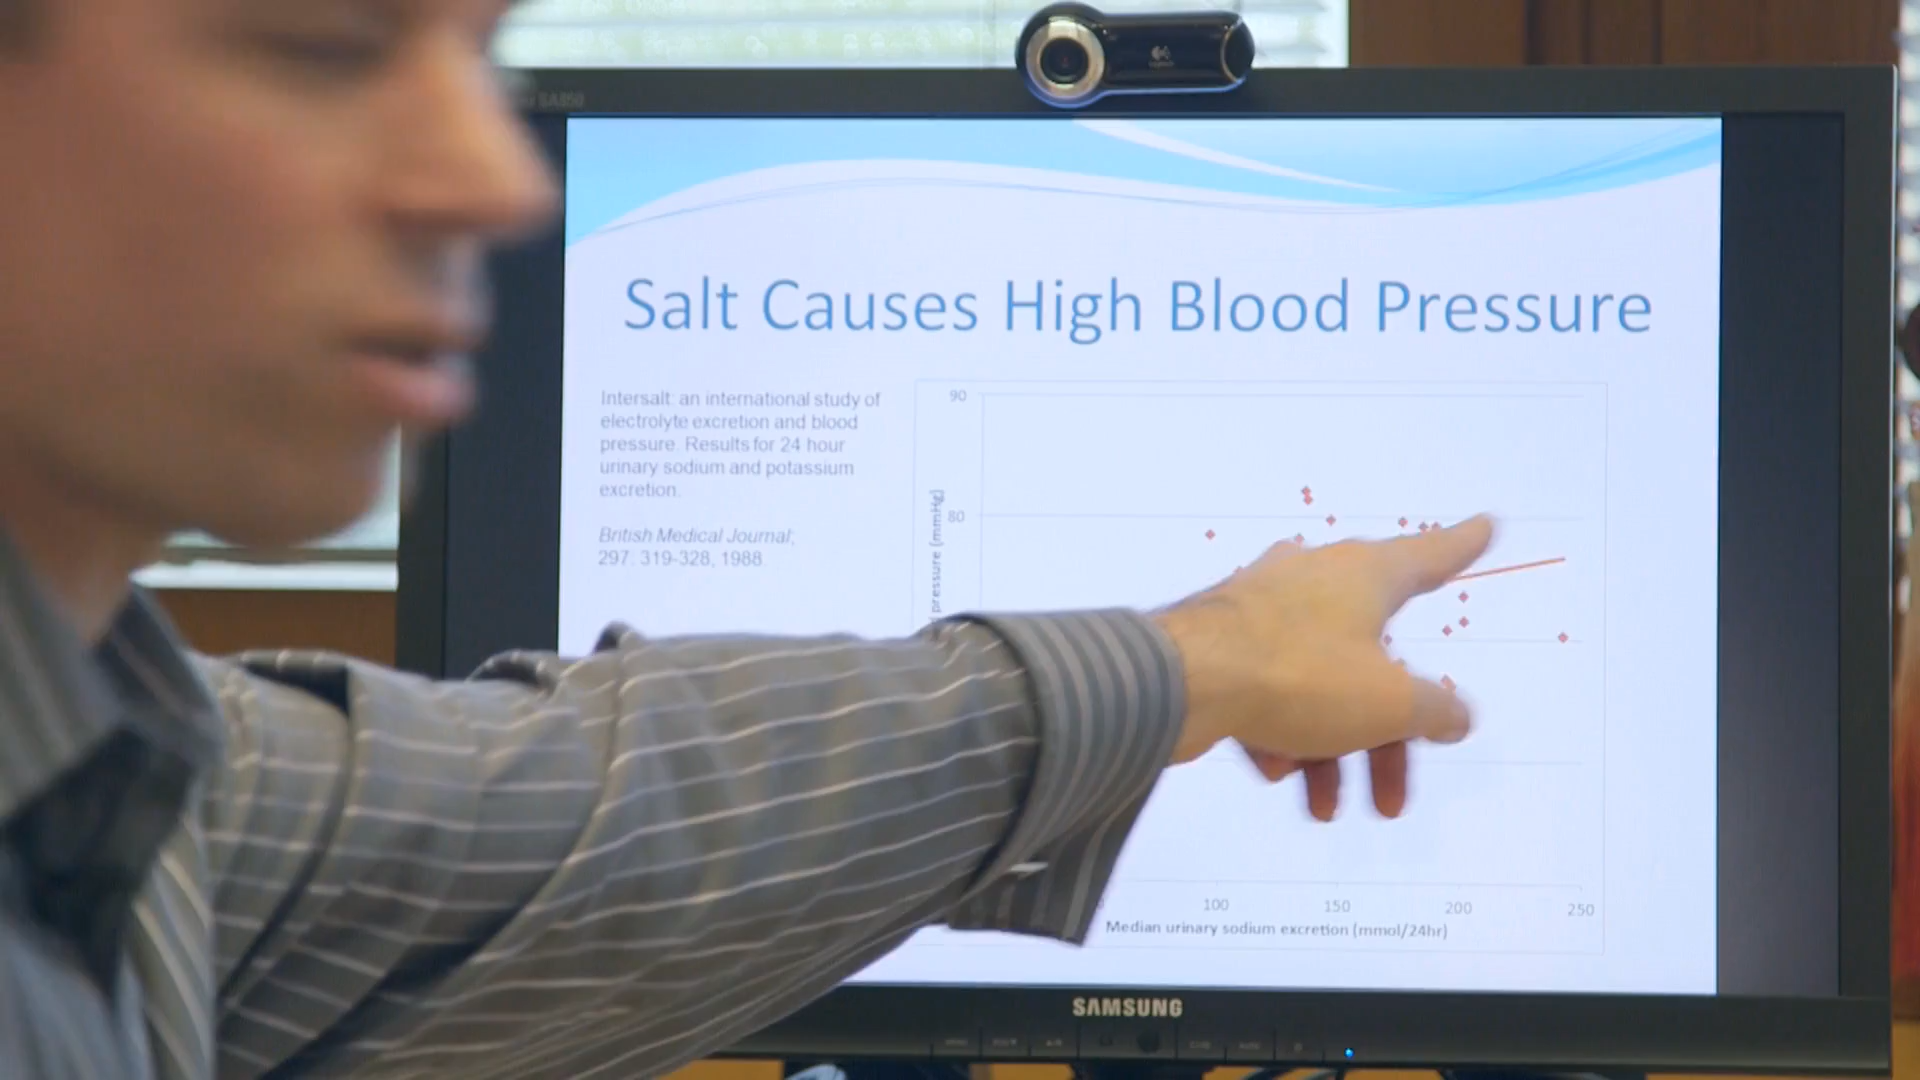 SA850
Salt Causes High Blood Pressure
Intersalt: an international study of
electrolyte excretion and blood
pressure. Results for 24 hour
urinary sodium and potassium
excretion.
British Medical Journal;
297: 319-328, 1988
90
80
pressure (mmHg)
100
150
200
250
Median urinary sodium excretion (mmol/24hr)
SAMSUNG